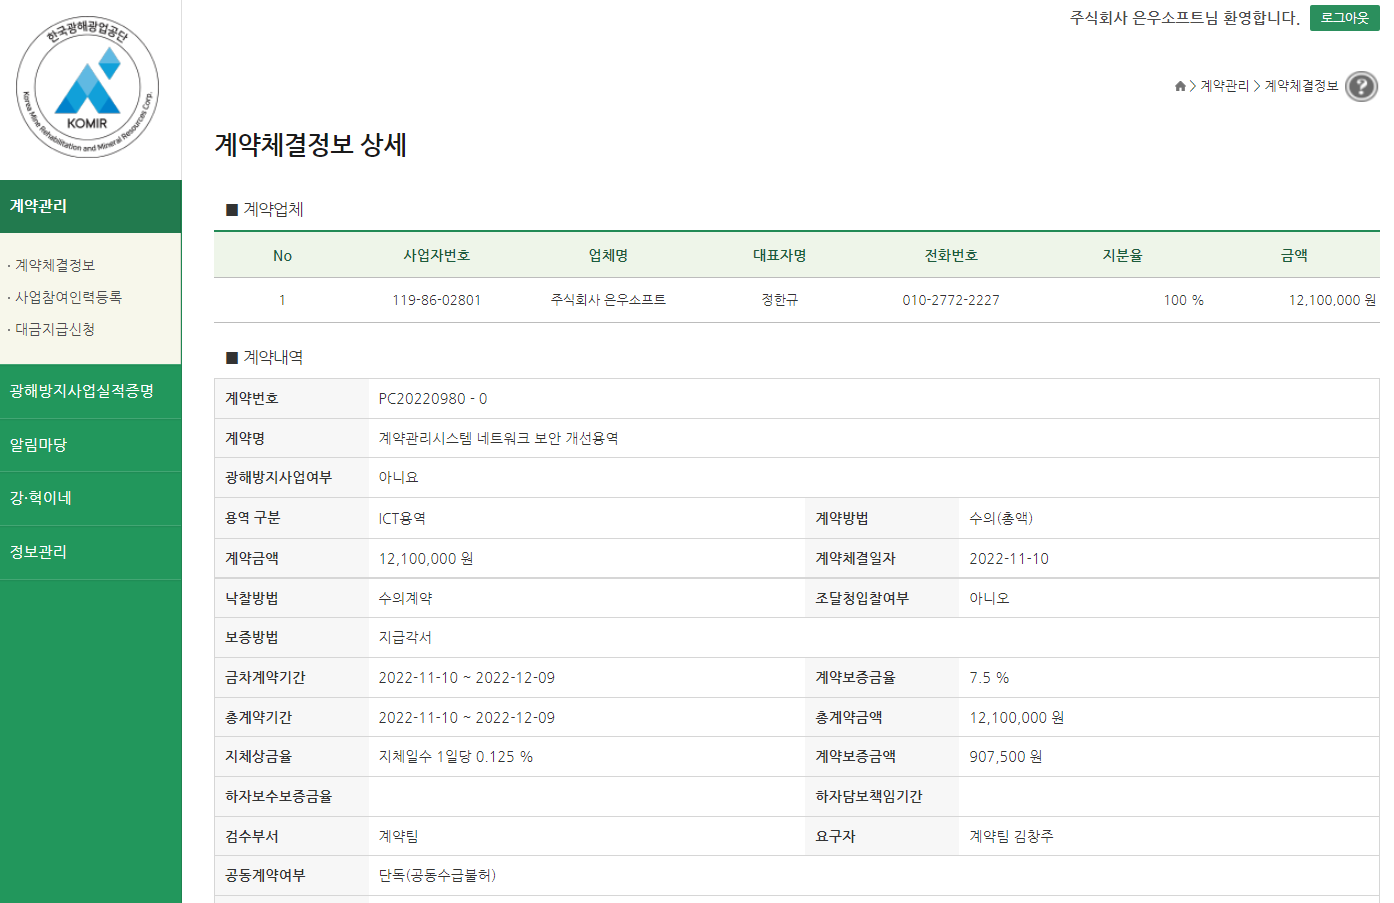 한국광해광업공단
KOMIR
Korea Mine Rehabilitation and Mineral Resources Corp.
주식회사 은우소프트님 환영합니다. 로그아웃
> 계약관리 > 계약체결정보 ?
계약체결정보 상세
계약관리
· 계약체결정보
· 사업참여인력등록
· 대금지급신청
광해방지사업실적증명
알림마당
강·혁이네
정보관리
■ 계약업체
No 사업자번호 업체명 대표자명 전화번호 지분율 금액
1 119-86-02801 주식회사 은우소프트 정한규 010-2772-2227 100 % 12,100,000 원
■ 계약내역
계약번호 PC20220980 - 0
계약명 계약관리시스템 네트워크 보안 개선용역
광해방지사업여부 아니요
용역 구분 ICT용역 계약방법 수의(총액)
계약금액 12,100,000 원 계약체결일자 2022-11-10
낙찰방법 수의계약 조달청입찰여부 아니오
보증방법 지급각서
금차계약기간 2022-11-10 ~ 2022-12-09 계약보증금율 7.5 %
총계약기간 2022-11-10 ~ 2022-12-09 총계약금액 12,100,000 원
지체상금율 지체일수 1일당 0.125 % 계약보증금액 907,500 원
하자보수보증금율 하자담보책임기간
검수부서 계약팀 요구자 계약팀 김창주
공동계약여부 단독(공동수급불허)